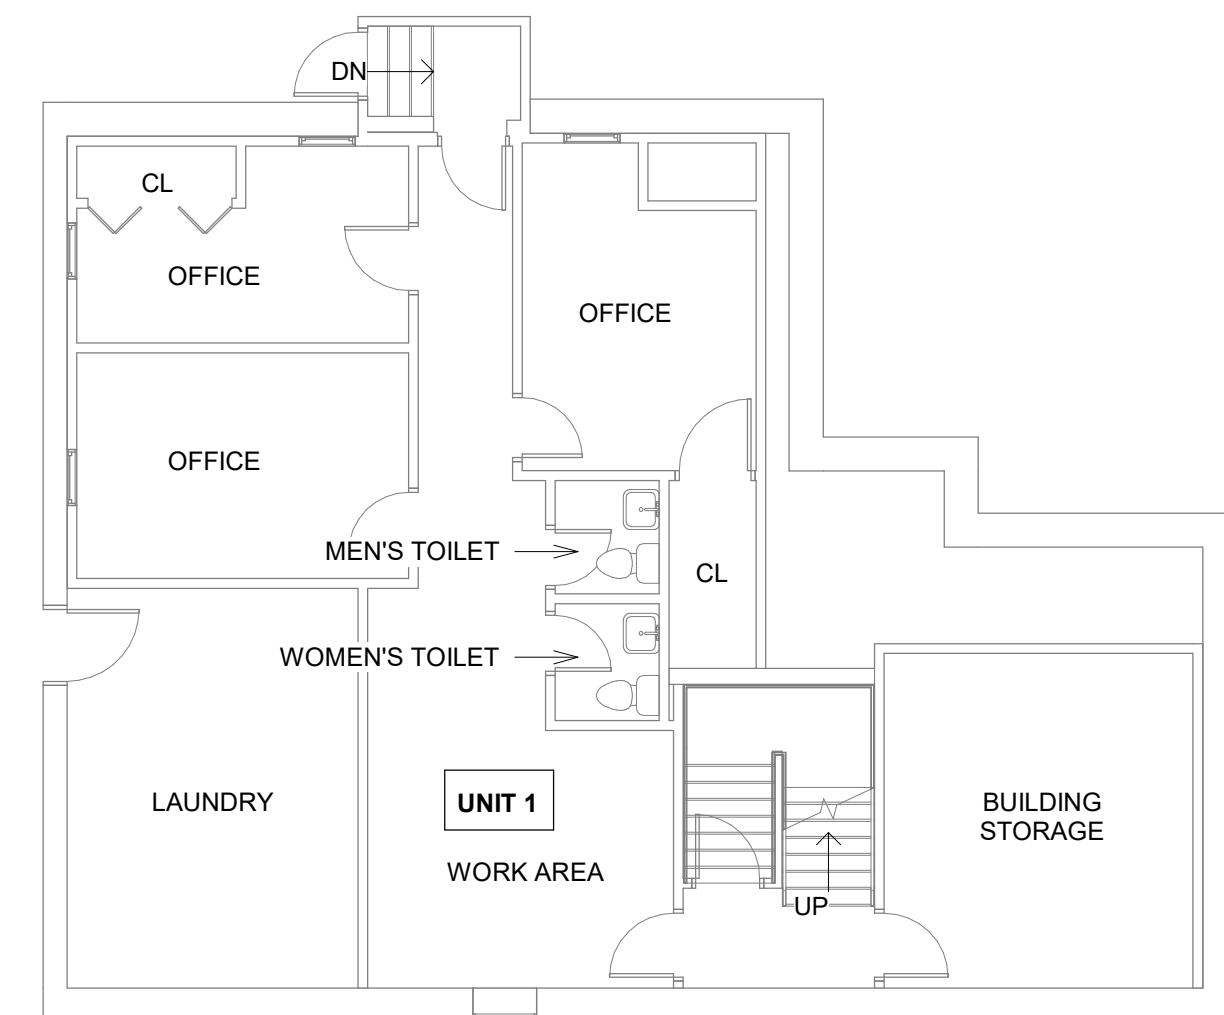 DN
CL
OFFICE
OFFICE
OFFICE
MEN'S TOILET
CL
WOMEN'S TOILET
LAUNDRY
UNIT 1
WORK AREA
UP
BUILDING
STORAGE